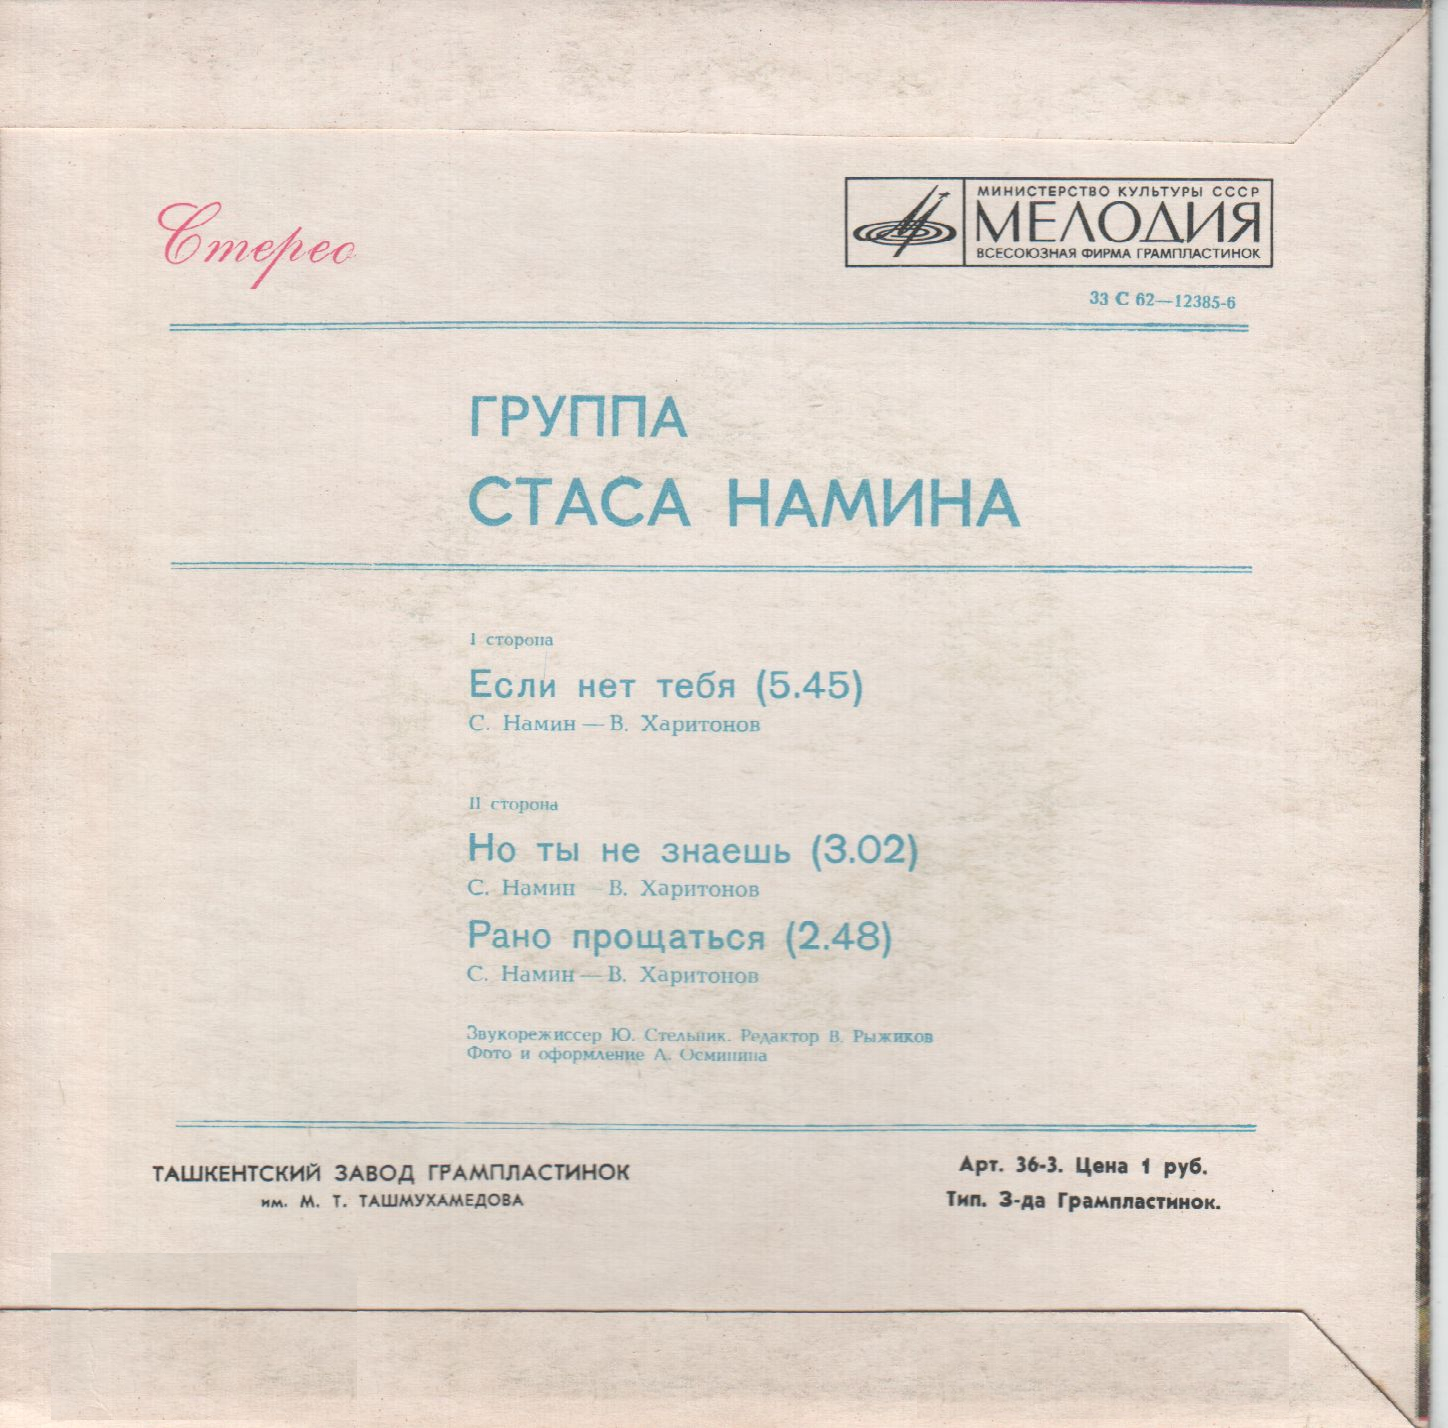 Стерео
МИНИСТЕРСТВО КУЛЬТУРЫ СССР
МЕЛОДИЯ
ВСЕСОЮЗНАЯ ФИРМА ГРАМПЛАСТИНОК
33 С 62—12385-6
ГРУППА
СТАСА НАМИНА
I сторона
Если нет тебя (5.45)
С. Намин — В. Харитонов
II сторона
Но ты не знаешь (3.02)
С. Намин — В. Харитонов
Рано прощаться (2.48)
С. Намин — В. Харитонов
Звукорежиссер Ю. Стельник. Редактор В. Рыжиков
Фото и оформление А. Осминина
ТАШКЕНТСКИЙ ЗАВОД ГРАМПЛАСТИНОК
им. М. Т. ТАШМУХАМЕДОВА
Арт. 36-3. Цена 1 руб.
Тип. З-да Грампластинок.